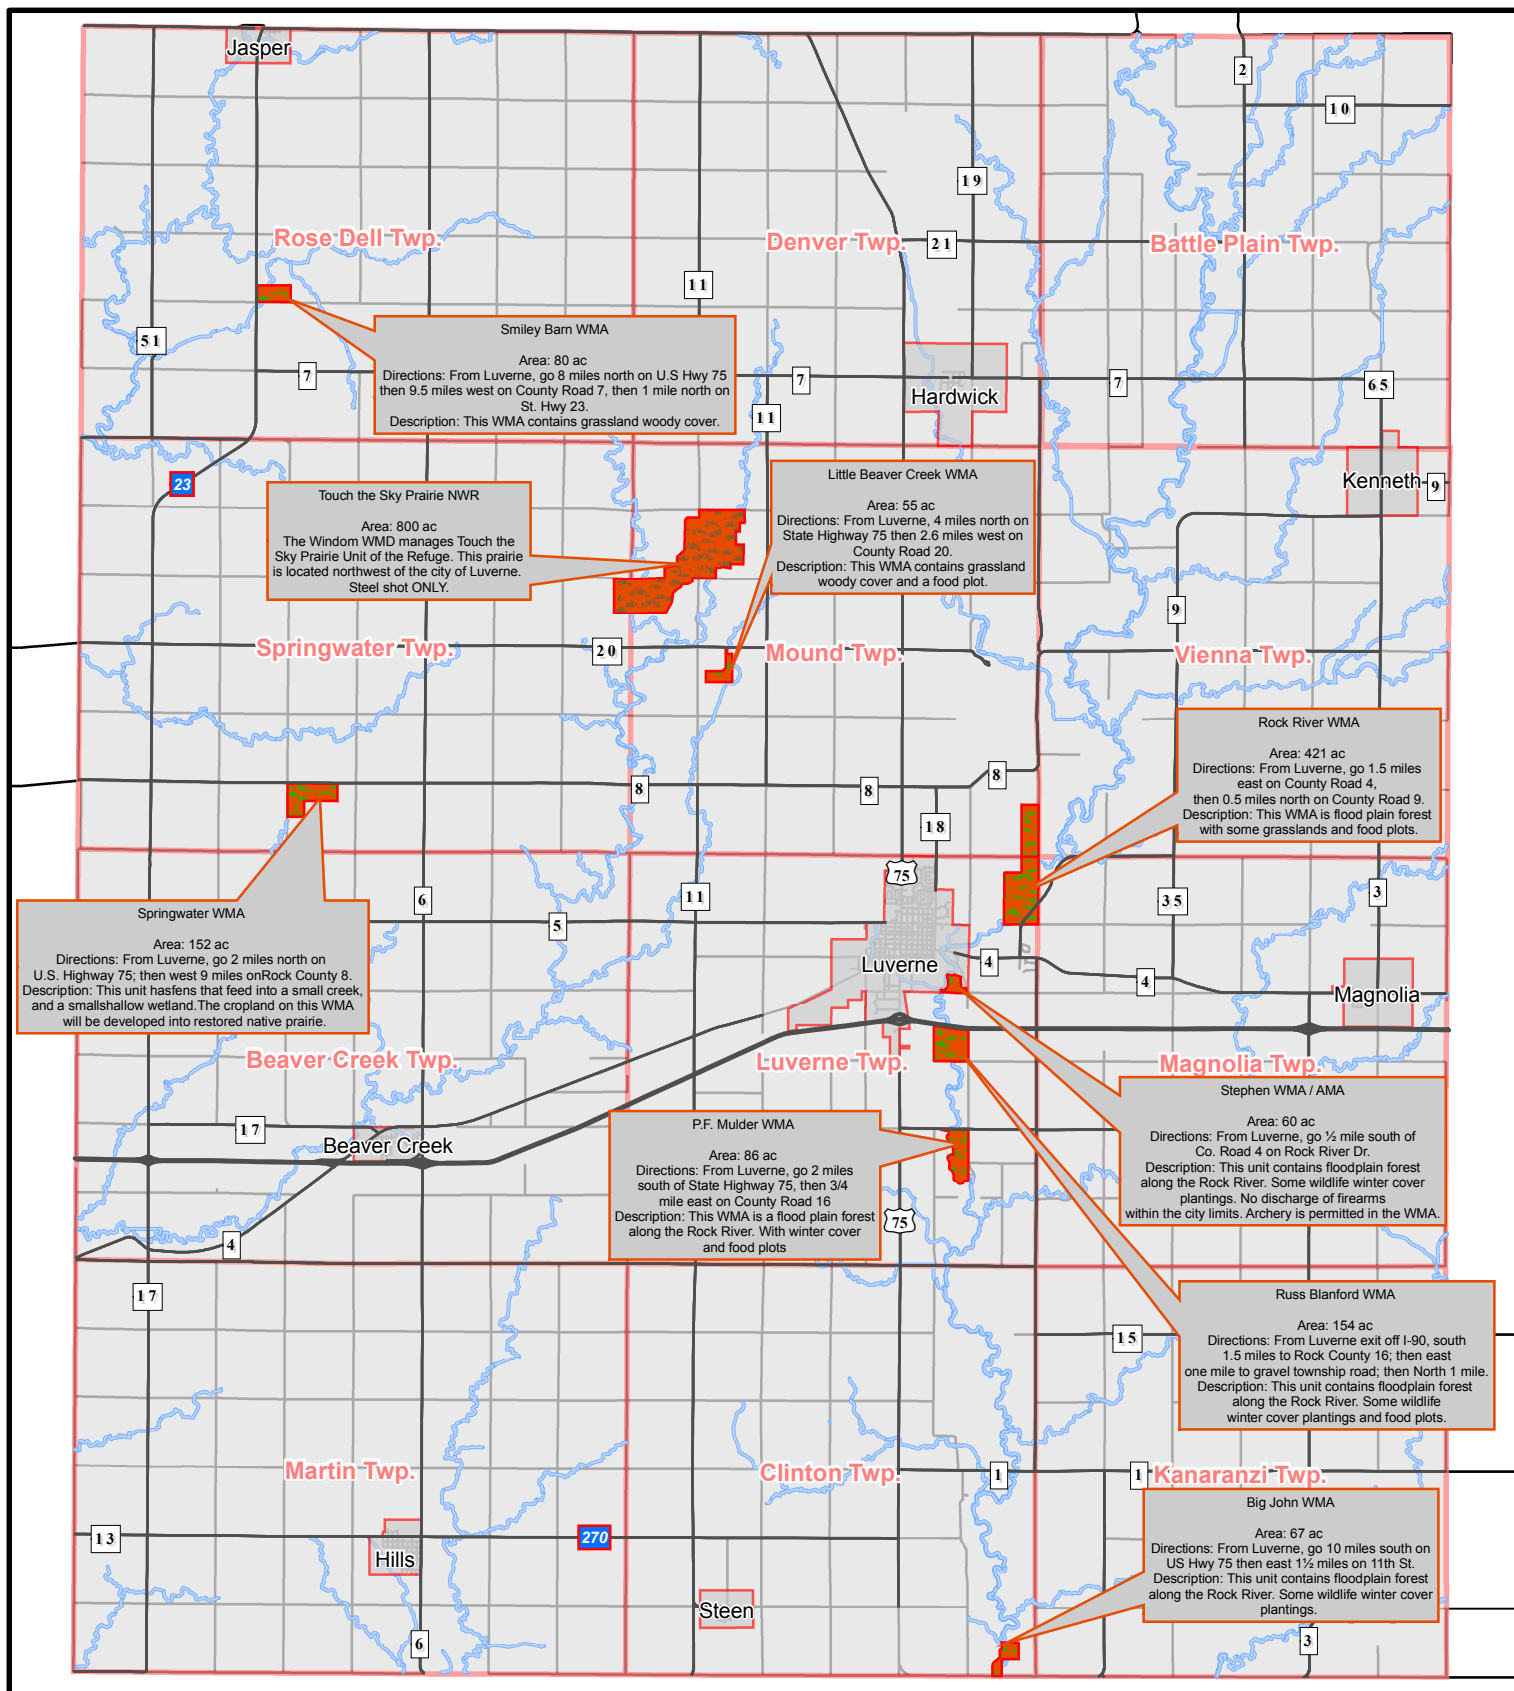 Jasper
2
10
19
Rose Dell Twp.
Denver Twp.
21
Battle Plain Twp.
11
51
Smiley Barn WMA
Area: 80 ac
Directions: From Luverne, go 8 miles north on U.S Hwy 75
then 9.5 miles west on County Road 7, then 1 mile north on
St. Hwy 23.
Description: This WMA contains grassland woody cover.
7
7
7
65
Hardwick
11
23
Kenneth
9
Touch the Sky Prairie NWR
Area: 800 ac
The Windom WMD manages Touch the
Sky Prairie Unit of the Refuge. This prairie
is located northwest of the city of Luverne.
Steel shot ONLY.
Little Beaver Creek WMA
Area: 55 ac
Directions: From Luverne, 4 miles north on
State Highway 75 then 2.6 miles west on
County Road 20.
Description: This WMA contains grassland
woody cover and a food plot.
9
Springwater Twp.
20
Mound Twp.
Vienna Twp.
Rock River WMA
Area: 421 ac
Directions: From Luverne, go 1.5 miles
east on County Road 4,
then 0.5 miles north on County Road 9.
Description: This WMA is flood plain forest
with some grasslands and food plots.
8
8
8
18
75
6
11
35
3
5
Springwater WMA
Area: 152 ac
Directions: From Luverne, go 2 miles north on
U.S. Highway 75; then west 9 miles onRock County 8.
Description: This unit hasfens that feed into a small creek,
and a smallshallow wetland.The cropland on this WMA
will be developed into restored native prairie.
Luverne
4
4
Magnolia
Beaver Creek Twp.
Luverne Twp.
Magnolia Twp.
Stephen WMA / AMA
Area: 60 ac
Directions: From Luverne, go ½ mile south of
Co. Road 4 on Rock River Dr.
Description: This unit contains floodplain forest
along the Rock River. Some wildlife winter cover
plantings. No discharge of firearms
within the city limits. Archery is permitted in the WMA.
17
Beaver Creek
P.F. Mulder WMA
Area: 86 ac
Directions: From Luverne, go 2 miles
south of State Highway 75, then 3/4
mile east on County Road 16
Description: This WMA is a flood plain forest
along the Rock River. With winter cover
and food plots
75
4
17
Russ Blanford WMA
Area: 154 ac
Directions: From Luverne exit off I-90, south
1.5 miles to Rock County 16; then east
one mile to gravel township road; then North 1 mile.
Description: This unit contains floodplain forest
along the Rock River. Some wildlife
winter cover plantings and food plots.
15
Martin Twp.
Clinton Twp.
1
1
Kanaranzi Twp.
Big John WMA
Area: 67 ac
Directions: From Luverne, go 10 miles south on
US Hwy 75 then east 1½ miles on 11th St.
Description: This unit contains floodplain forest
along the Rock River. Some wildlife winter cover
plantings.
13
270
Hills
Steen
6
3